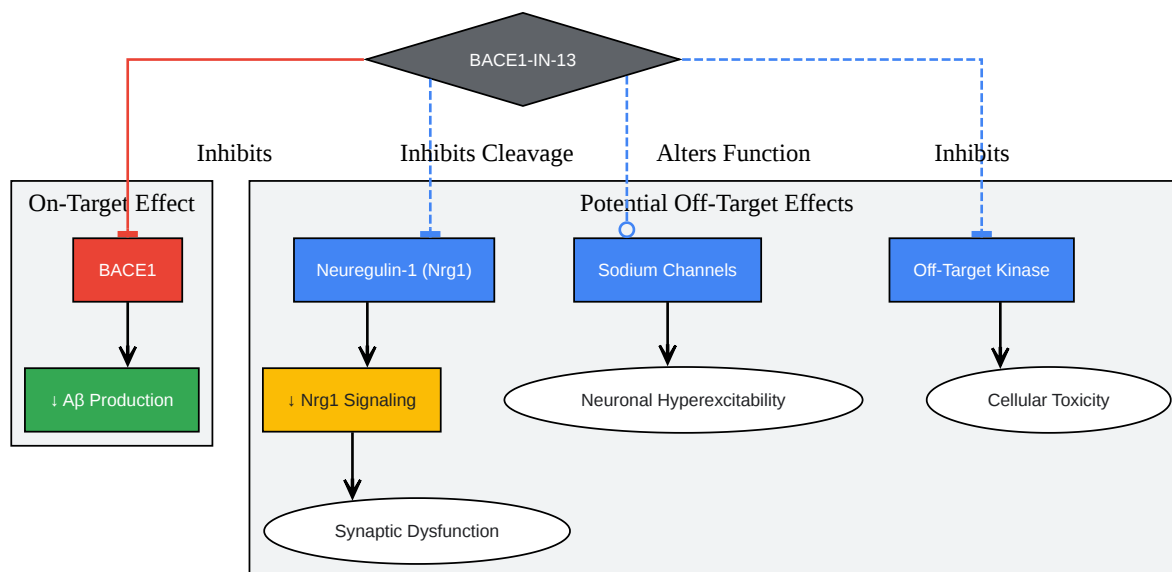 BACE1-IN-13
Inhibits
Inhibits Cleavage
Alters Function
Inhibits
On-Target Effect
Potential Off-Target Effects
BACE1
Neuregulin-1 (Nrg1)
Sodium Channels
Off-Target Kinase
↓ Aβ Production
↓ Nrg1 Signaling
Neuronal Hyperexcitability
Cellular Toxicity
Synaptic Dysfunction